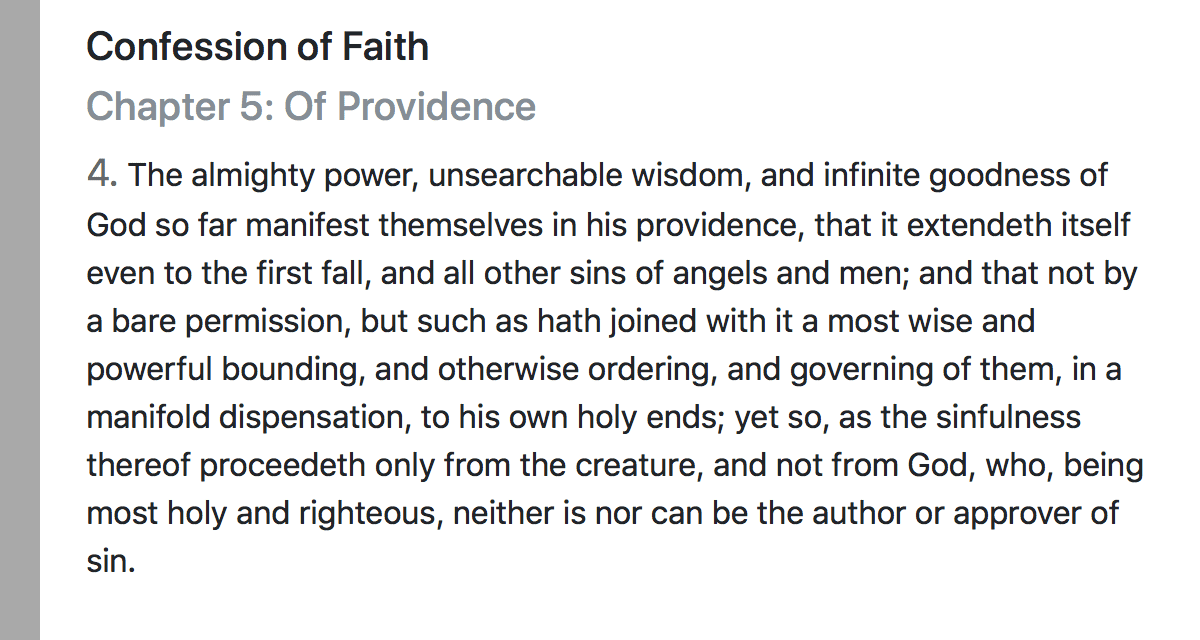 Confession of Faith
Chapter 5: Of Providence
4. The almighty power, unsearchable wisdom, and infinite goodness of
God so far manifest themselves in his providence, that it extendeth itself
even to the first fall, and all other sins of angels and men; and that not by
a bare permission, but such as hath joined with it a most wise and
powerful bounding, and otherwise ordering, and governing of them, in a
manifold dispensation, to his own holy ends; yet so, as the sinfulness
thereof proceedeth only from the creature, and not from God, who, being
most holy and righteous, neither is nor can be the author or approver of
sin.